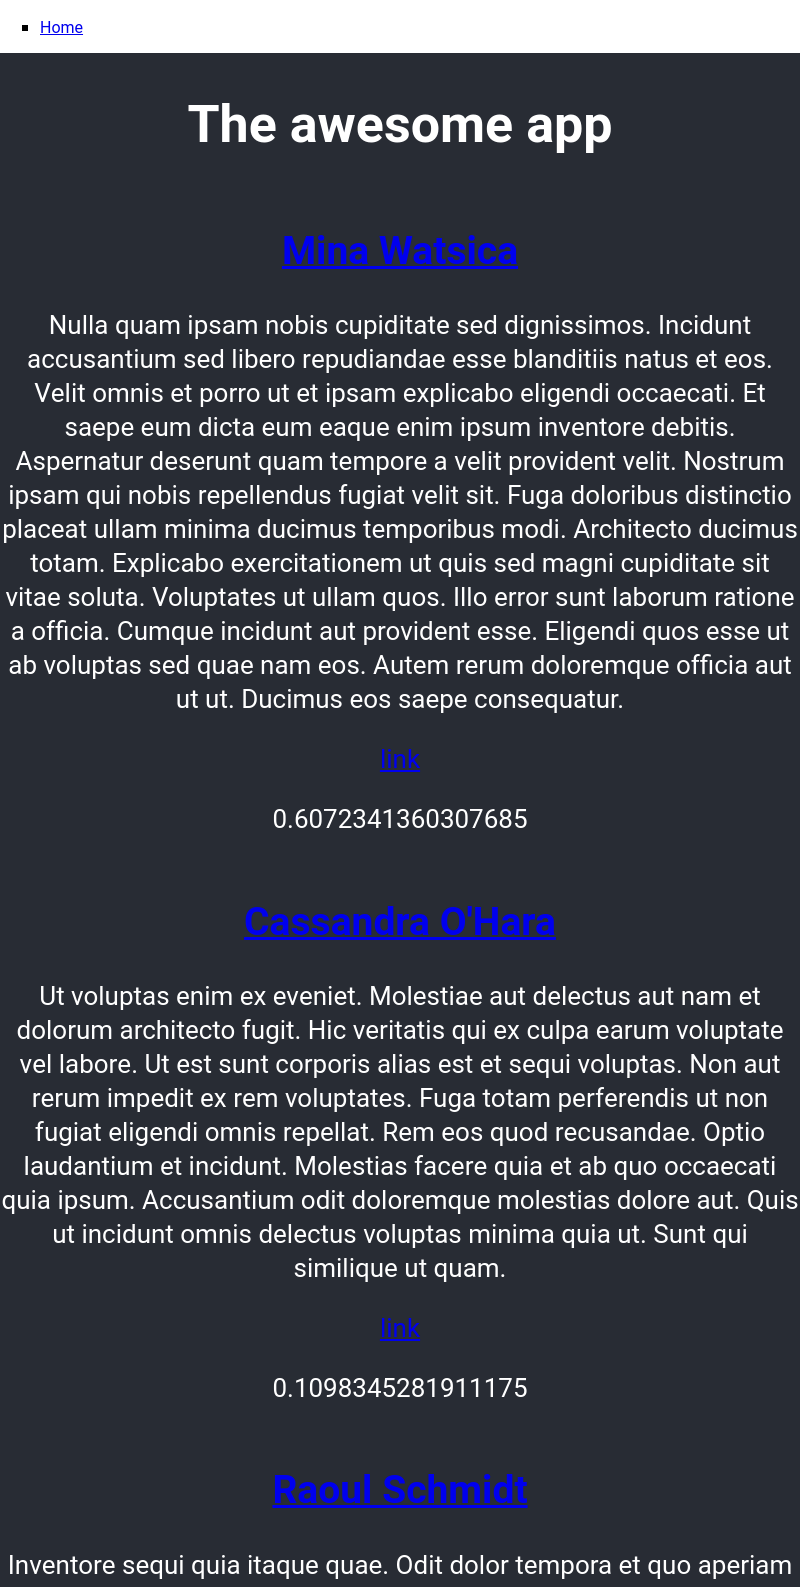 Home
The awesome app
Mina Watsica
Nulla quam ipsam nobis cupiditate sed dignissimos. Incidunt
accusantium sed libero repudiandae esse blanditiis natus et eos.
Velit omnis et porro ut et ipsam explicabo eligendi occaecati. Et
saepe eum dicta eum eaque enim ipsum inventore debitis.
Aspernatur deserunt quam tempore a velit provident velit. Nostrum
ipsam qui nobis repellendus fugiat velit sit. Fuga doloribus distinctio
placeat ullam minima ducimus temporibus modi. Architecto ducimus
totam. Explicabo exercitationem ut quis sed magni cupiditate sit
vitae soluta. Voluptates ut ullam quos. Illo error sunt laborum ratione
a officia. Cumque incidunt aut provident esse. Eligendi quos esse ut
ab voluptas sed quae nam eos. Autem rerum doloremque officia aut
ut ut. Ducimus eos saepe consequatur.
link
0.6072341360307685
Cassandra O'Hara
Ut voluptas enim ex eveniet. Molestiae aut delectus aut nam et
dolorum architecto fugit. Hic veritatis qui ex culpa earum voluptate
vel labore. Ut est sunt corporis alias est et sequi voluptas. Non aut
rerum impedit ex rem voluptates. Fuga totam perferendis ut non
fugiat eligendi omnis repellat. Rem eos quod recusandae. Optio
laudantium et incidunt. Molestias facere quia et ab quo occaecati
quia ipsum. Accusantium odit doloremque molestias dolore aut. Quis
ut incidunt omnis delectus voluptas minima quia ut. Sunt qui
similique ut quam.
link
0.1098345281911175
Raoul Schmidt
Inventore sequi quia itaque quae. Odit dolor tempora et quo aperiam